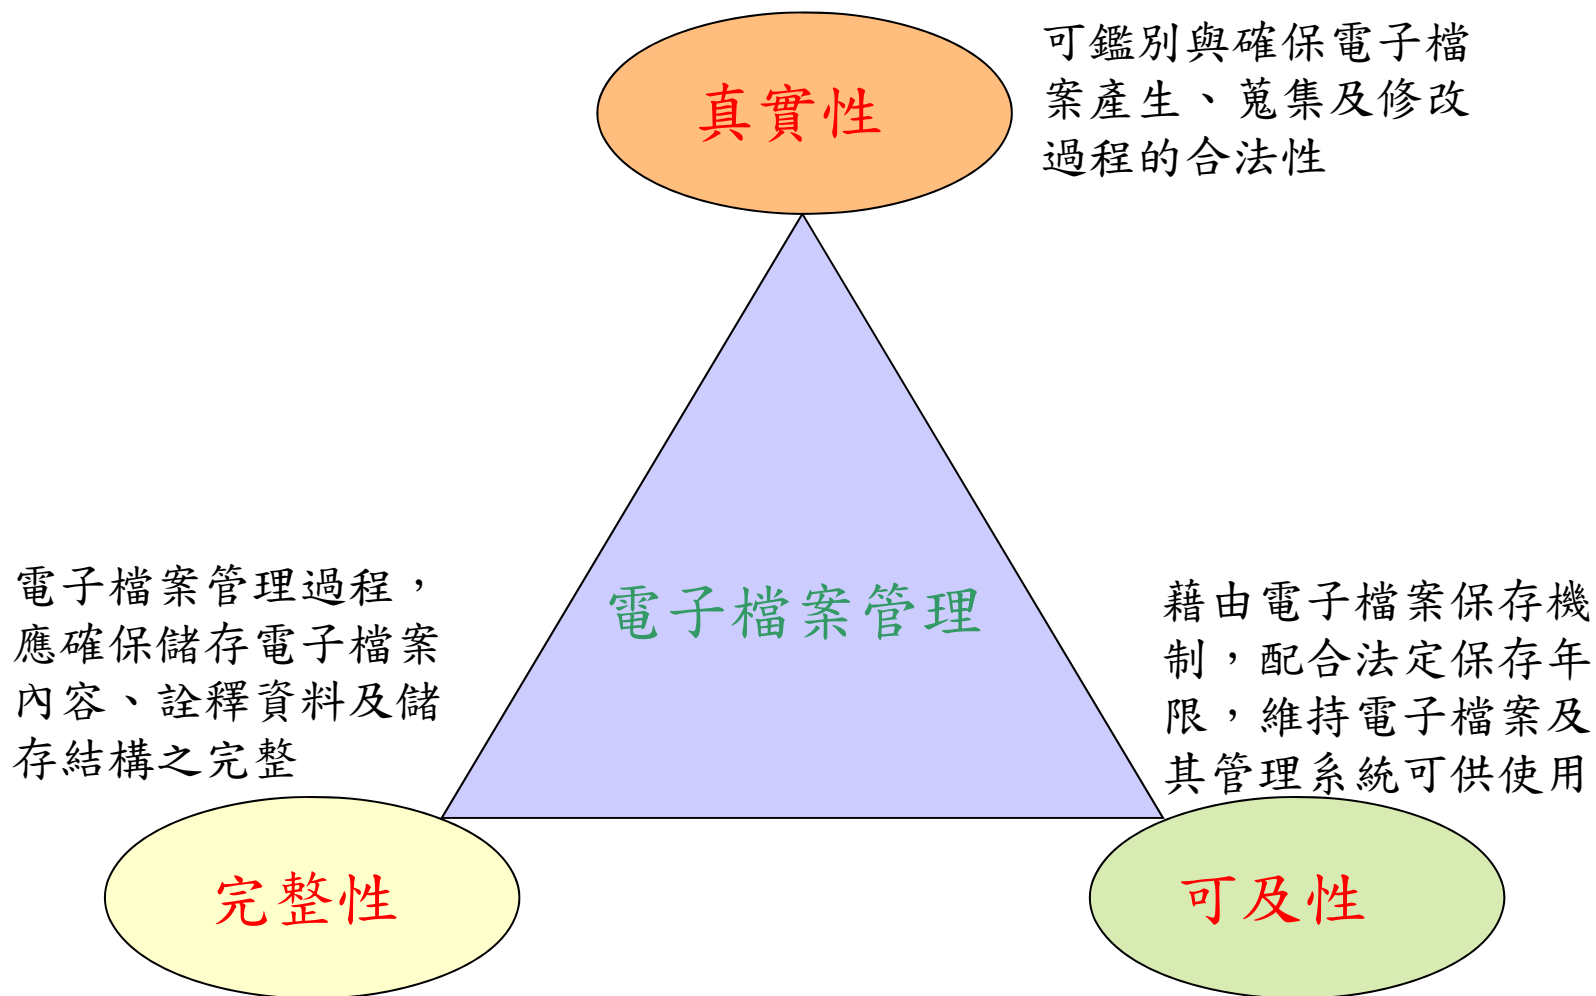 真實性
可鑑別與確保電子檔
案產生、蒐集及修改
過程的合法性
電子檔案管理
電子檔案管理過程，
應確保儲存電子檔案
內容、詮釋資料及儲
存結構之完整
完整性
藉由電子檔案保存機
制，配合法定保存年
限，維持電子檔案及
其管理系統可供使用
可及性